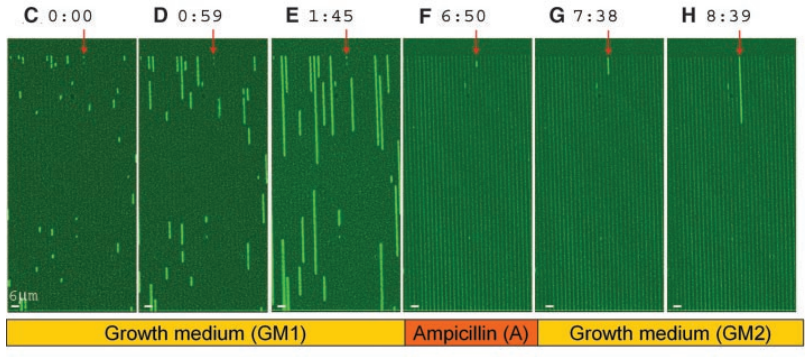 C 0:00 D 0:59 E 1:45 F 6:50 G 7:38 H 8:39
6μm
Growth medium (GM1) Ampicillin (A) Growth medium (GM2)